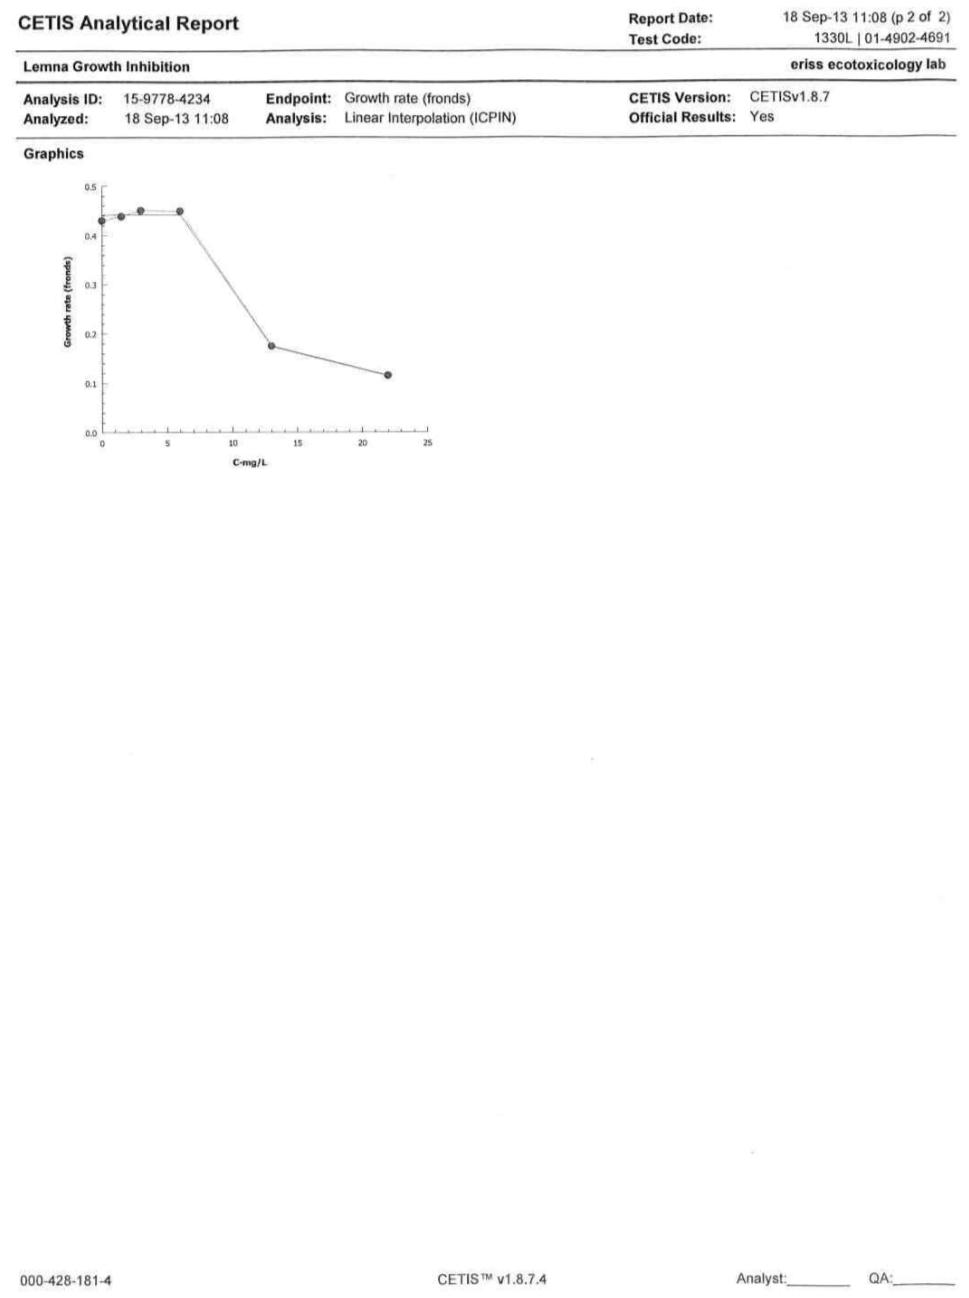 CETIS Analytical Report
Report Date: 18 Sep-13 11:08 (p 2 of 2)
Test Code: 1330L | 01-4902-4691
Lemna Growth Inhibition eriss ecotoxicology lab
Analysis ID: 15-9778-4234 Endpoint: Growth rate (fronds) CETIS Version: CETISv1.8.7
Analyzed: 18 Sep-13 11:08 Analysis: Linear Interpolation (ICPIN) Official Results: Yes
Graphics
0.5
0.4
0.3
0.2
0.1
0.0
Growth rate (fronds)
0 5 10 15 20 25
C-mg/L
000-428-181-4 CETIS™ v1.8.7.4 Analyst:________ QA:________